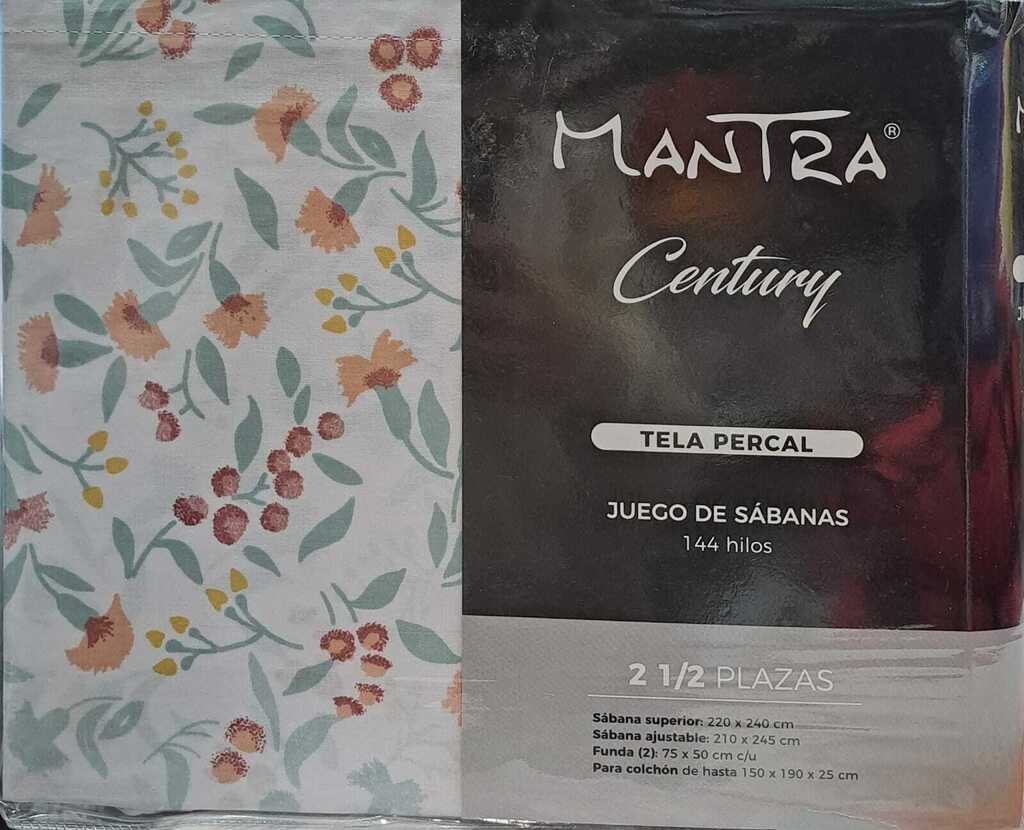 MANTRA®
Century
TELA PERCAL
JUEGO DE SÁBANAS
144 hilos
2 1/2 PLAZAS
Sábana superior: 220 x 240 cm
Sábana ajustable: 210 x 245 cm
Funda (2): 75 x 50 cm c/u
Para colchón de hasta 150 x 190 x 25 cm